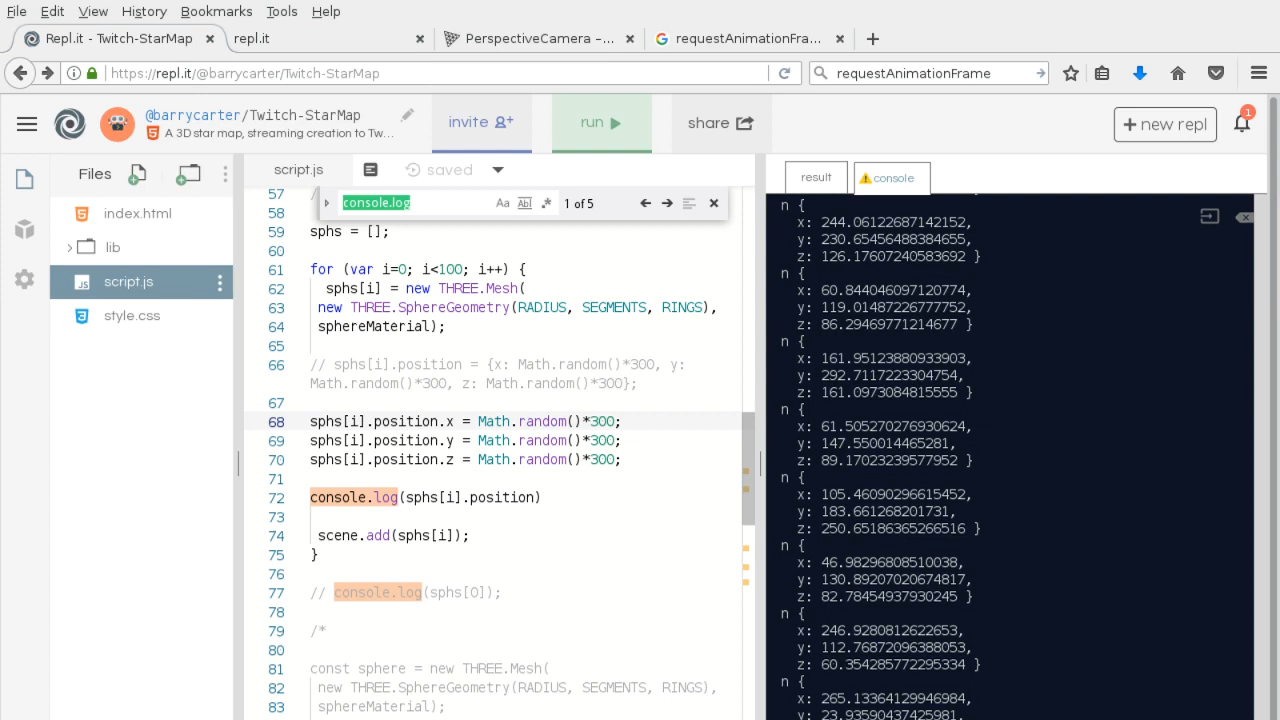 File Edit View History Bookmarks Tools Help
Repl.it - Twitch-StarMap × repl.it × PerspectiveCamera –... × requestAnimationFra... ×
https://repl.it/@barrycarter/Twitch-StarMap requestAnimationFrame
@barrycarter/Twitch-StarMap
A 3D star map, streaming creation to Tw...
invite
run
share
+ new repl
1
Files
index.html
lib
script.js
style.css
script.js saved
console.log Aa Abl .* 1 of 5
57 /
58
59 sphs = [];
60
61 for (var i=0; i<100; i++) {
62 sphs[i] = new THREE.Mesh(
63 new THREE.SphereGeometry(RADIUS, SEGMENTS, RINGS),
64 sphereMaterial);
65
66 // sphs[i].position = {x: Math.random()*300, y:
Math.random()*300, z: Math.random()*300};
67
68 sphs[i].position.x = Math.random()*300;
69 sphs[i].position.y = Math.random()*300;
70 sphs[i].position.z = Math.random()*300;
71
72 console.log(sphs[i].position)
73
74 scene.add(sphs[i]);
75 }
76
77 // console.log(sphs[0]);
78
79 /*
80
81 const sphere = new THREE.Mesh(
82 new THREE.SphereGeometry(RADIUS, SEGMENTS, RINGS),
83 sphereMaterial);
result console
n {
x: 244.06122687142152,
y: 230.65456488384655,
z: 126.17607240583692 }
n {
x: 60.844046097120774,
y: 119.01487226777752,
z: 86.29469771214677 }
n {
x: 161.95123880933903,
y: 292.7117223304754,
z: 161.0973084815555 }
n {
x: 61.505270276930624,
y: 147.550014465281,
z: 89.17023239577952 }
n {
x: 105.46090296615452,
y: 183.661268201731,
z: 250.65186365266516 }
n {
x: 46.98296808510038,
y: 130.89207020674817,
z: 82.78454937930245 }
n {
x: 246.9280812622653,
y: 112.76872096388053,
z: 60.354285772295334 }
n {
x: 265.13364129946984,
y: 23.93590437425981,